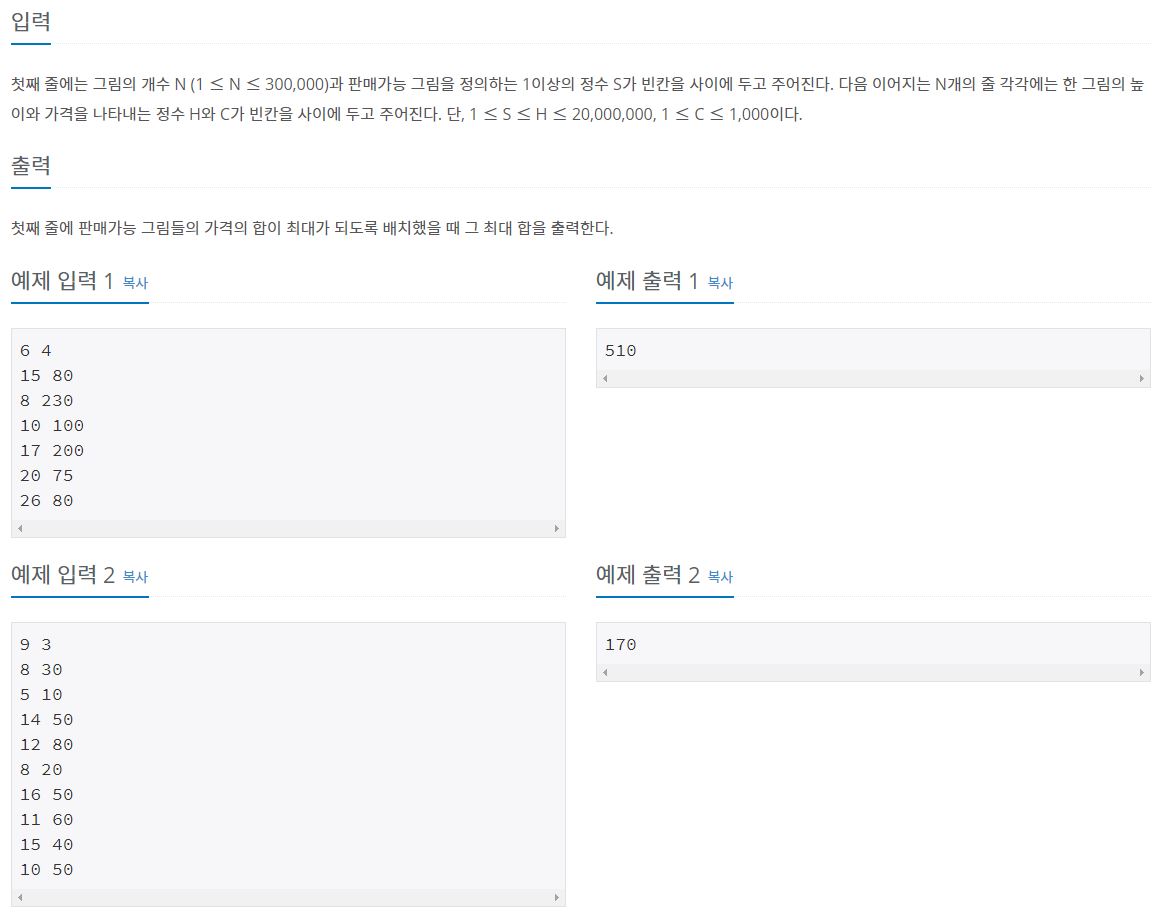 입력
첫째 줄에는 그림의 개수 N (1 ≤ N ≤ 300,000)과 판매가능 그림을 정의하는 1이상의 정수 S가 빈칸을 사이에 두고 주어진다. 다음 이어지는 N개의 줄 각각에는 한 그림의 높
이와 가격을 나타내는 정수 H와 C가 빈칸을 사이에 두고 주어진다. 단, 1 ≤ S ≤ H ≤ 20,000,000, 1 ≤ C ≤ 1,000이다.
출력
첫째 줄에 판매가능 그림들의 가격의 합이 최대가 되도록 배치했을 때 그 최대 합을 출력한다.
예제 입력 1 복사
6 4
15 80
8 230
10 100
17 200
20 75
26 80
예제 출력 1 복사
510
예제 입력 2 복사
9 3
8 30
5 10
14 50
12 80
8 20
16 50
11 60
15 40
10 50
예제 출력 2 복사
170